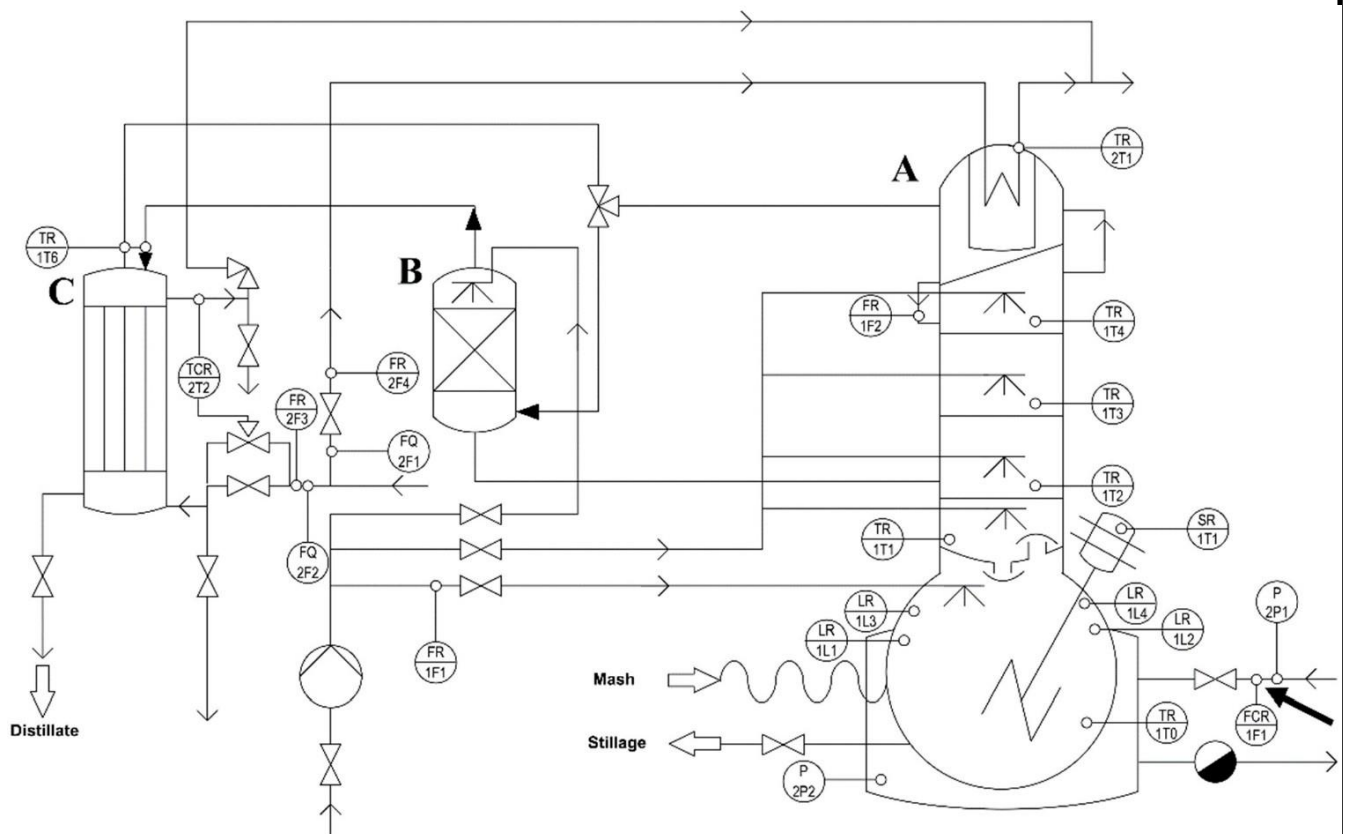 TR
2T1
A
TR
1T6
C
B
FR
1F2
TR
1T4
TCR
2T2
FR
2F4
FR
2F3
TR
1T3
FQ
2F1
TR
1T2
TR
1T1
SR
1T1
FQ
2F2
LR
1L3
LR
1L4
P
2P1
LR
1L1
LR
1L2
FR
1F1
Mash
FCR
1F1
TR
1T0
Distillate
Stillage
P
2P2